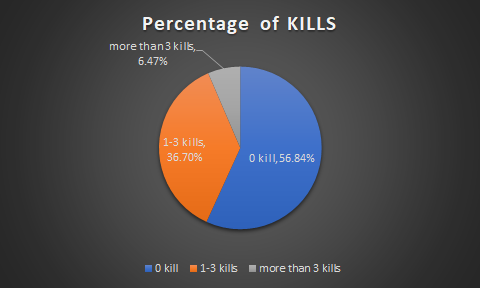 Percentage of KILLS
more than 3 kills,
6.47%
1-3 kills,
36.70%
0 kill, 56.84%
0 kill 1-3 kills more than 3 kills